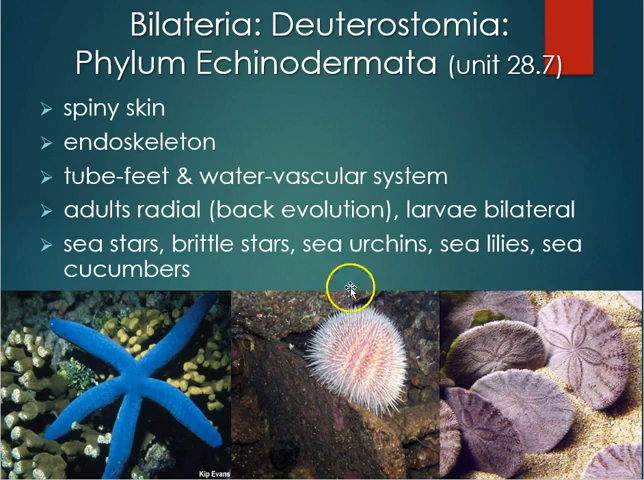 Bilateria: Deuterostomia:
Phylum Echinodermata (unit 28.7)
spiny skin
endoskeleton
tube-feet & water-vascular system
adults radial (back evolution), larvae bilateral
sea stars, brittle stars, sea urchins, sea lilies, sea
cucumbers
Kip Evans